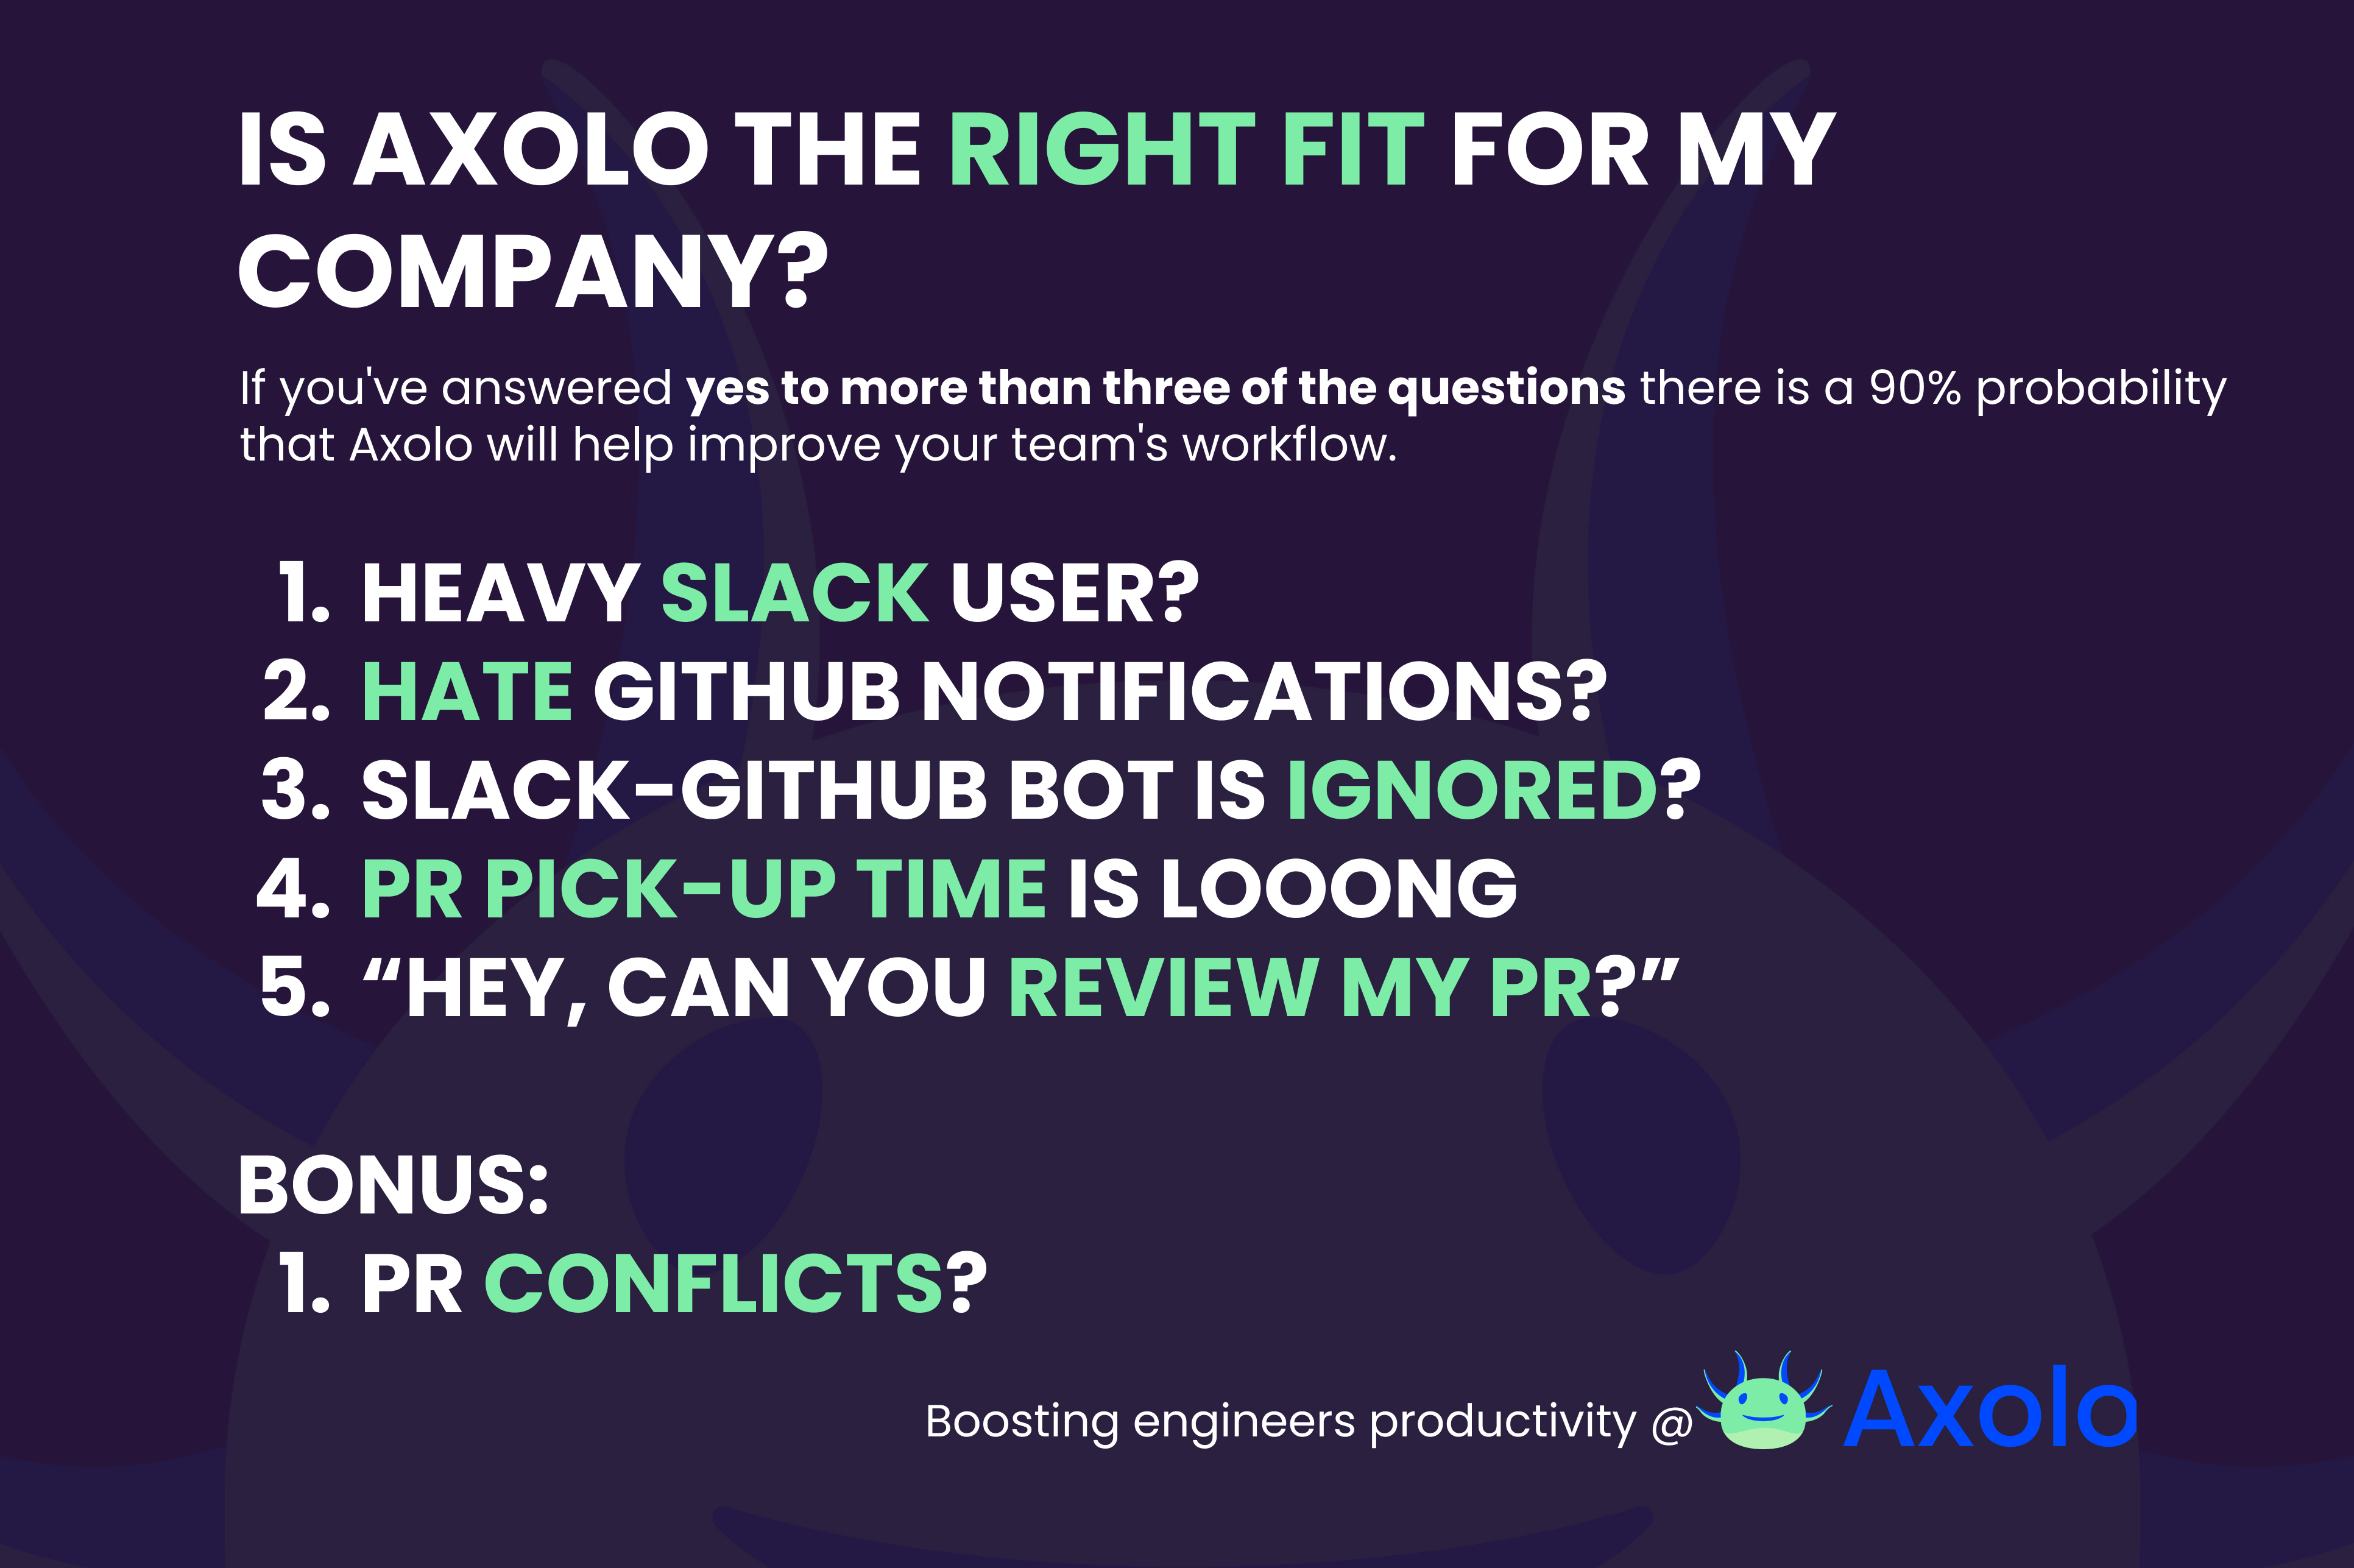 IS AXOLO THE RIGHT FIT FOR MY
COMPANY?
If you've answered yes to more than three of the questions there is a 90% probability
that Axolo will help improve your team's workflow.
1. HEAVY SLACK USER?
2. HATE GITHUB NOTIFICATIONS?
3. SLACK-GITHUB BOT IS IGNORED?
4. PR PICK-UP TIME IS LOOONG
5. “HEY, CAN YOU REVIEW MY PR?”
BONUS:
1. PR CONFLICTS?
Boosting engineers productivity @ Axolo